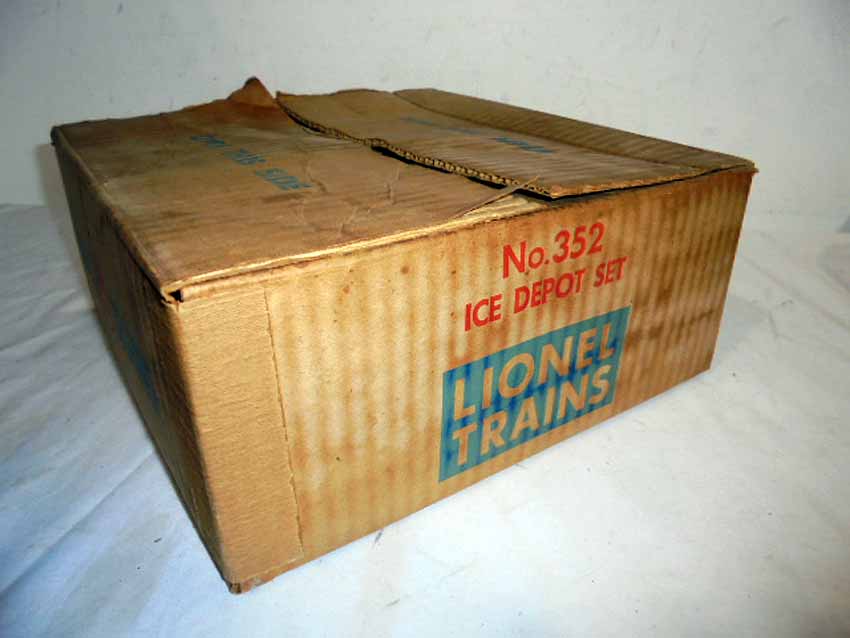 No. 352
ICE DEPOT SET
LIONEL
TRAINS